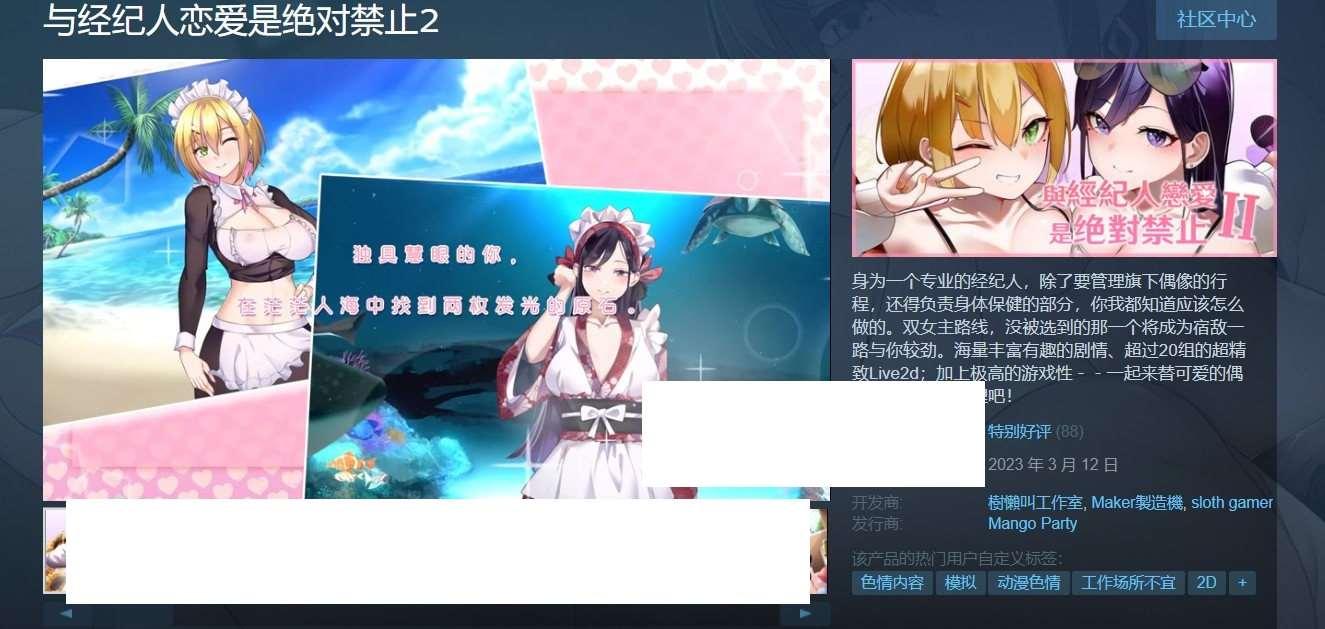 与经纪人恋爱是绝对禁止2
社区中心
独具慧眼的你，
在茫茫人海中找到两枚发光的原石。
與經紀人戀愛
是绝對禁止II
身为一个专业的经纪人，除了要管理旗下偶像的行
程，还得负责身体保健的部分，你我都知道应该怎么
做的。双女主路线，没被选到的那一个将成为宿敌一
路与你较劲。海量丰富有趣的剧情、超过20组的超精
致Live2d；加上极高的游戏性--一起来替可爱的偶
吧！
特别好评 (88)
2023 年 3 月 12 日
开发商: 樹懶叫工作室, Maker製造機, sloth gamer
发行商: Mango Party
该产品的热门用户自定义标签：
色情内容 模拟 动漫色情 工作场所不宜 2D +